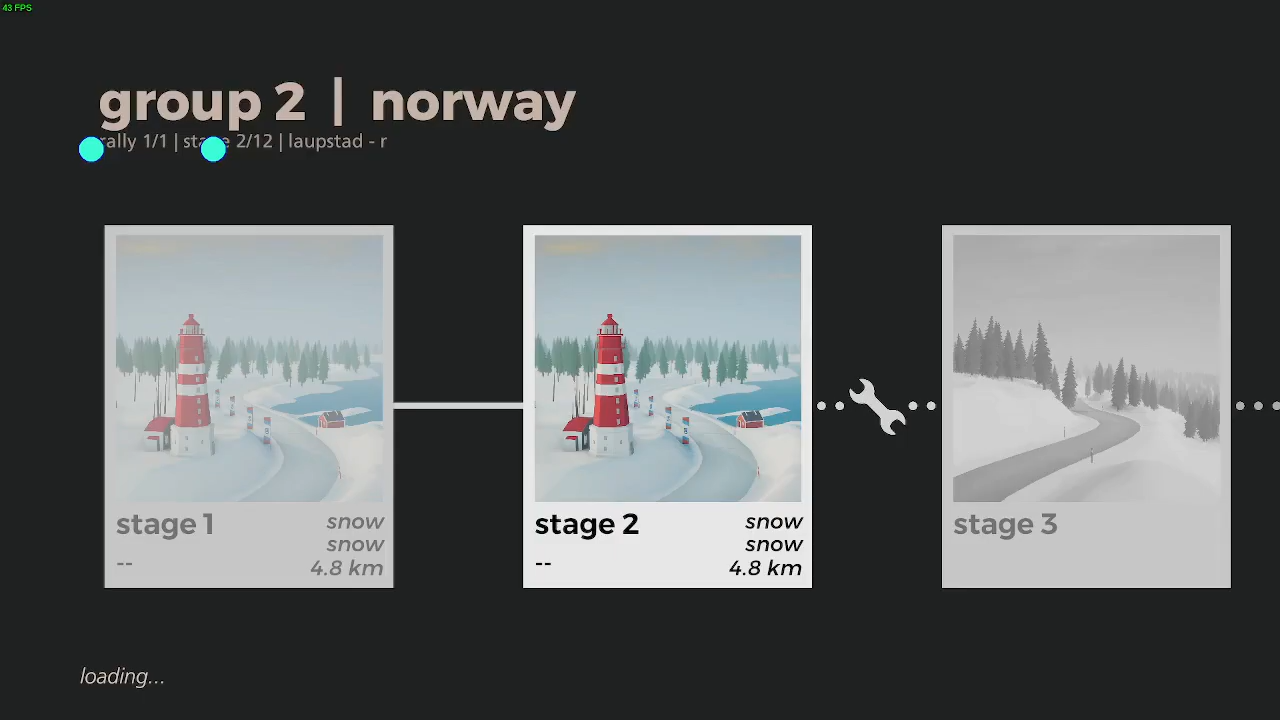 43 FPS
group 2 | norway
rally 1/1 | stage 2/12 | laupstad - r
stage 1
snow
snow
--
4.8 km
stage 2
snow
snow
--
4.8 km
stage 3
loading...